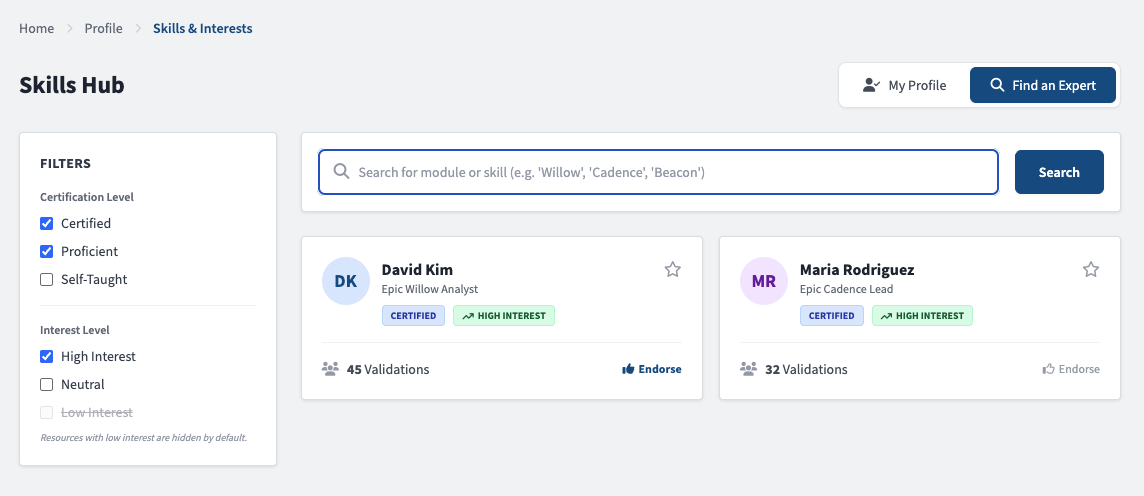 Home Profile Skills & Interests
Skills Hub
My Profile
Find an Expert
FILTERS
Certification Level
Certified
Proficient
Self-Taught
Interest Level
High Interest
Neutral
Low Interest
Resources with low interest are hidden by default.
Search for module or skill (e.g. 'Willow', 'Cadence', 'Beacon')
Search
DK
David Kim
Epic Willow Analyst
CERTIFIED HIGH INTEREST
45 Validations
Endorse
MR
Maria Rodriguez
Epic Cadence Lead
CERTIFIED HIGH INTEREST
32 Validations
Endorse